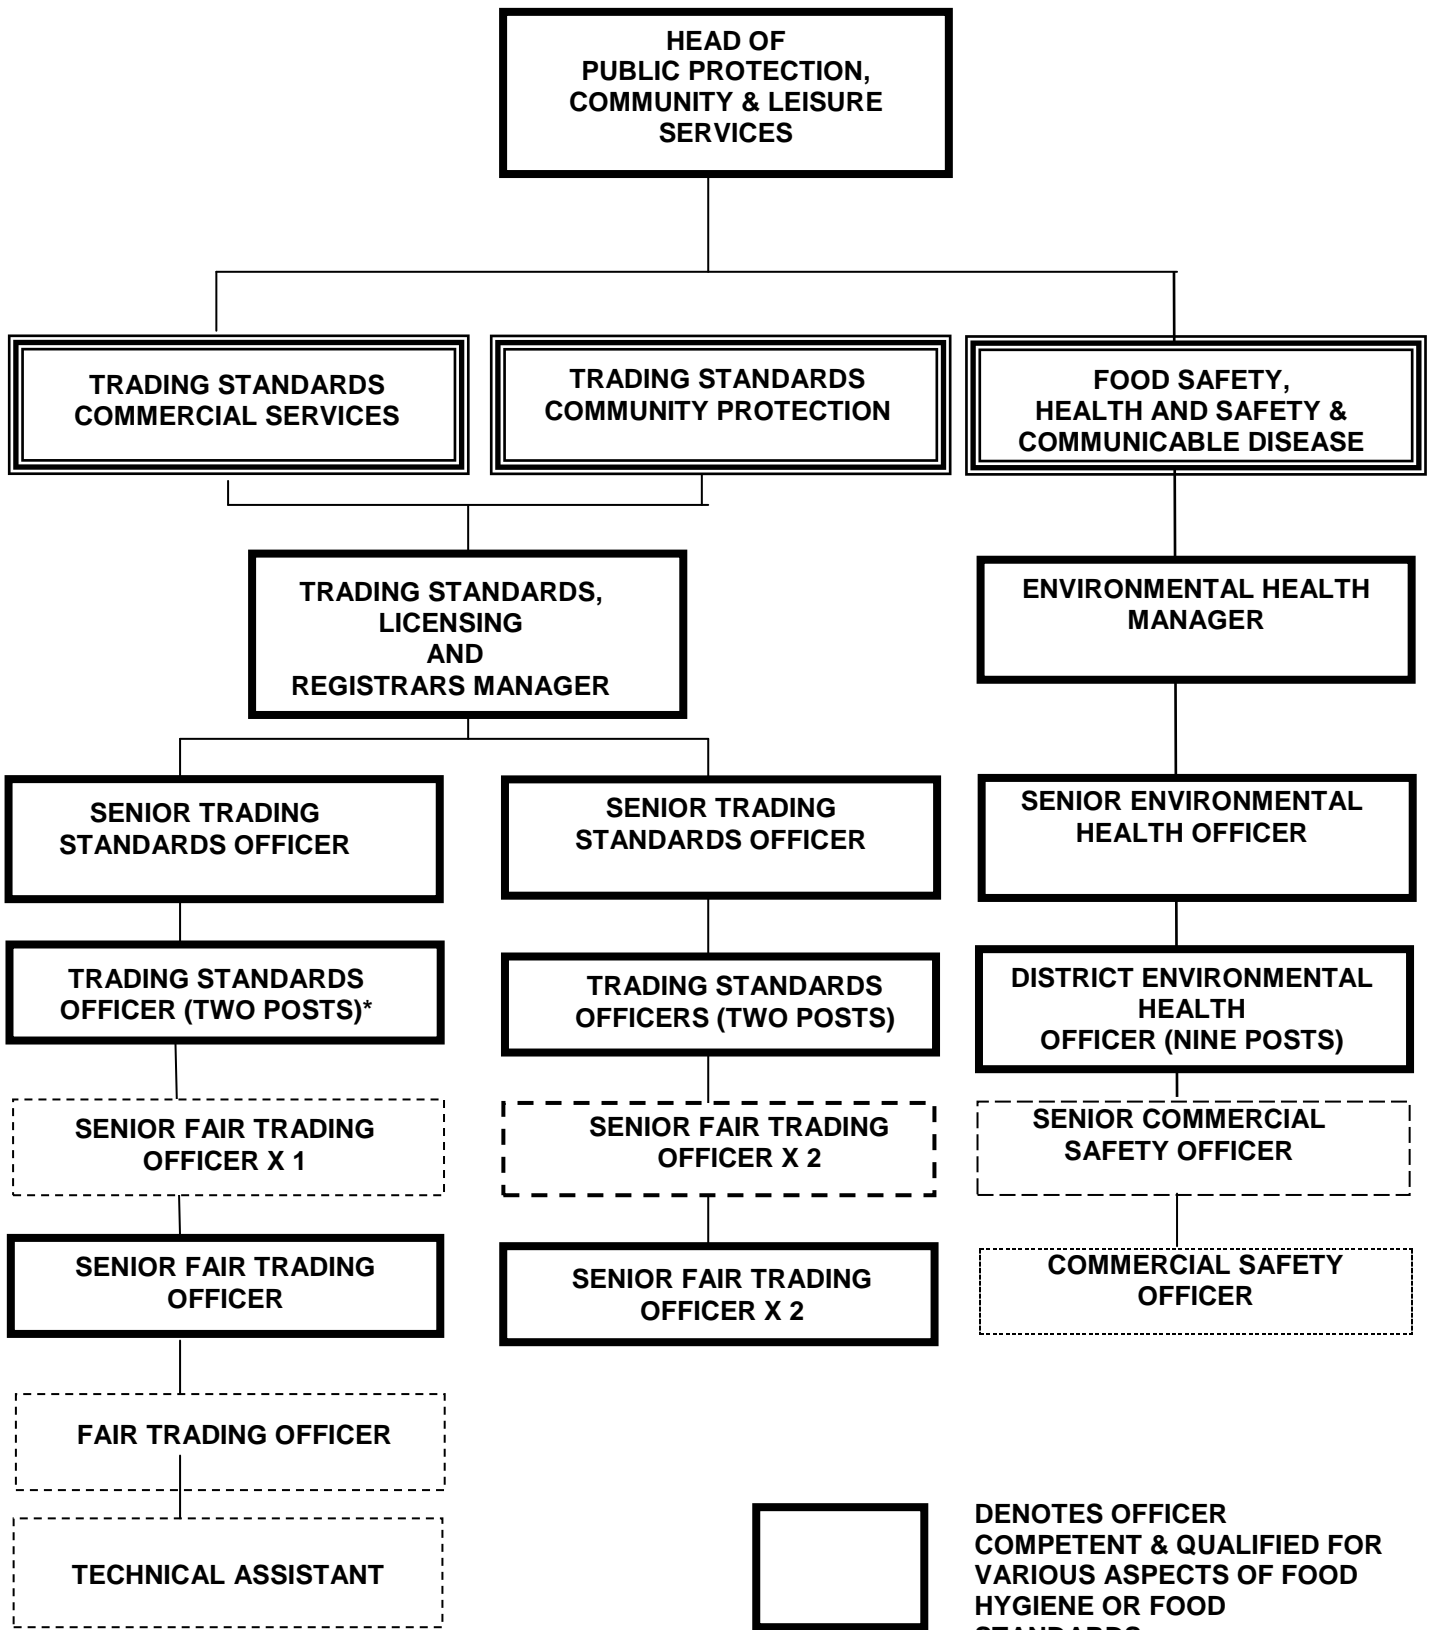 HEAD OF
PUBLIC PROTECTION,
COMMUNITY & LEISURE
SERVICES
TRADING STANDARDS
COMMERCIAL SERVICES
TRADING STANDARDS
COMMUNITY PROTECTION
FOOD SAFETY,
HEALTH AND SAFETY &
COMMUNICABLE DISEASE
TRADING STANDARDS,
LICENSING
AND
REGISTRARS MANAGER
ENVIRONMENTAL HEALTH
MANAGER
SENIOR TRADING
STANDARDS OFFICER
SENIOR TRADING
STANDARDS OFFICER
SENIOR ENVIRONMENTAL
HEALTH OFFICER
TRADING STANDARDS
OFFICER (TWO POSTS)*
TRADING STANDARDS
OFFICERS (TWO POSTS)
DISTRICT ENVIRONMENTAL
HEALTH
OFFICER (NINE POSTS)
SENIOR FAIR TRADING
OFFICER X 1
SENIOR FAIR TRADING
OFFICER X 2
SENIOR COMMERCIAL
SAFETY OFFICER
SENIOR FAIR TRADING
OFFICER
SENIOR FAIR TRADING
OFFICER X 2
COMMERCIAL SAFETY
OFFICER
FAIR TRADING OFFICER
TECHNICAL ASSISTANT
DENOTES OFFICER
COMPETENT & QUALIFIED FOR
VARIOUS ASPECTS OF FOOD
HYGIENE OR FOOD